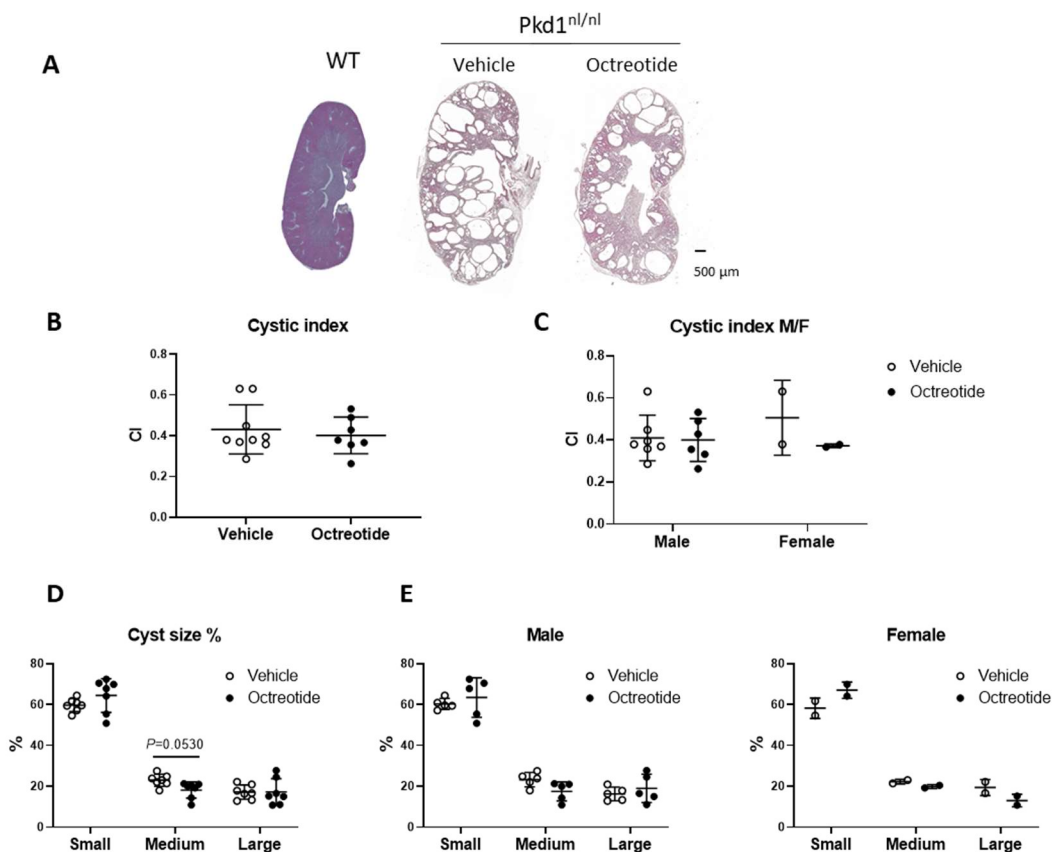 Pkd1nl/nl
A
WT
Vehicle
Octreotide
500 μm
B
Cystic index
0.8
0.6
0.4
0.2
0.0
CI
Vehicle
Octreotide
C
Cystic index M/F
0.8
0.6
0.4
0.2
0.0
CI
Male
Female
Vehicle
Octreotide
D
Cyst size %
80
60
40
20
0
%
P=0.0530
Vehicle
Octreotide
Small
Medium
Large
E
Male
80
60
40
20
0
%
Vehicle
Octreotide
Small
Medium
Large
Female
80
60
40
20
0
%
Vehicle
Octreotide
Small
Medium
Large